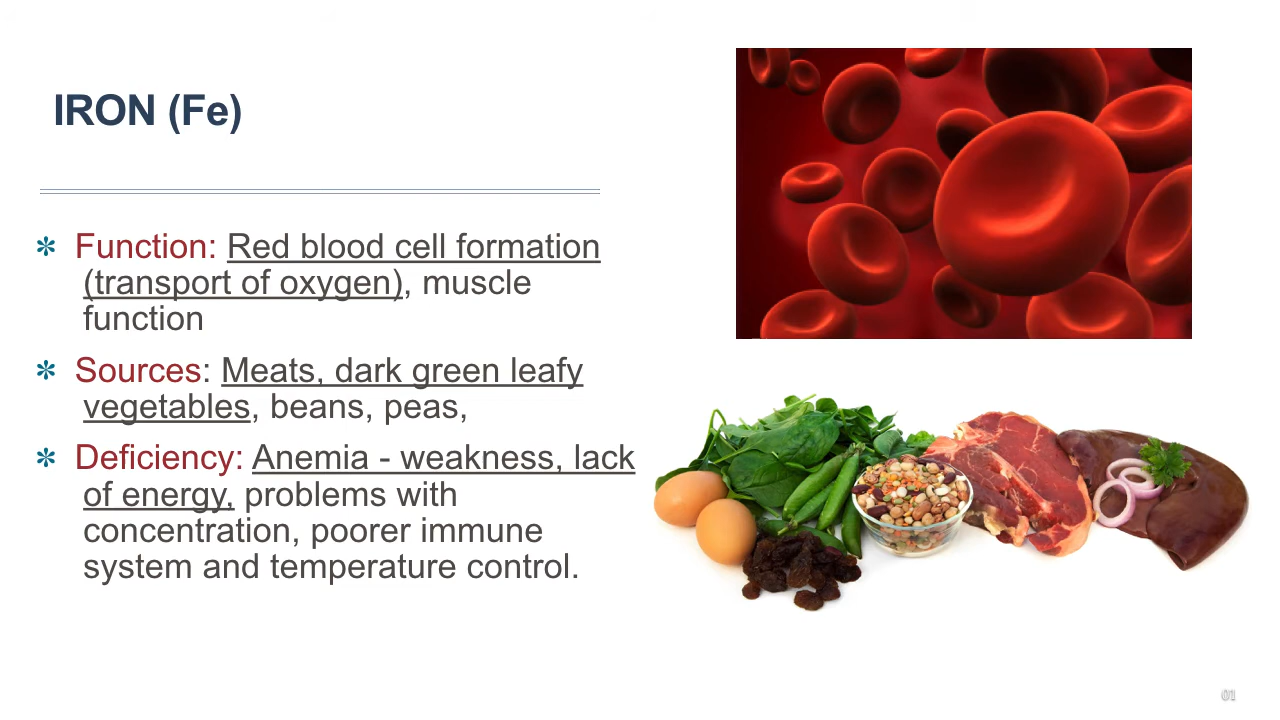 IRON (Fe)
Function: Red blood cell formation
(transport of oxygen), muscle
function
Sources: Meats, dark green leafy
vegetables, beans, peas,
Deficiency: Anemia - weakness, lack
of energy, problems with
concentration, poorer immune
system and temperature control.
01